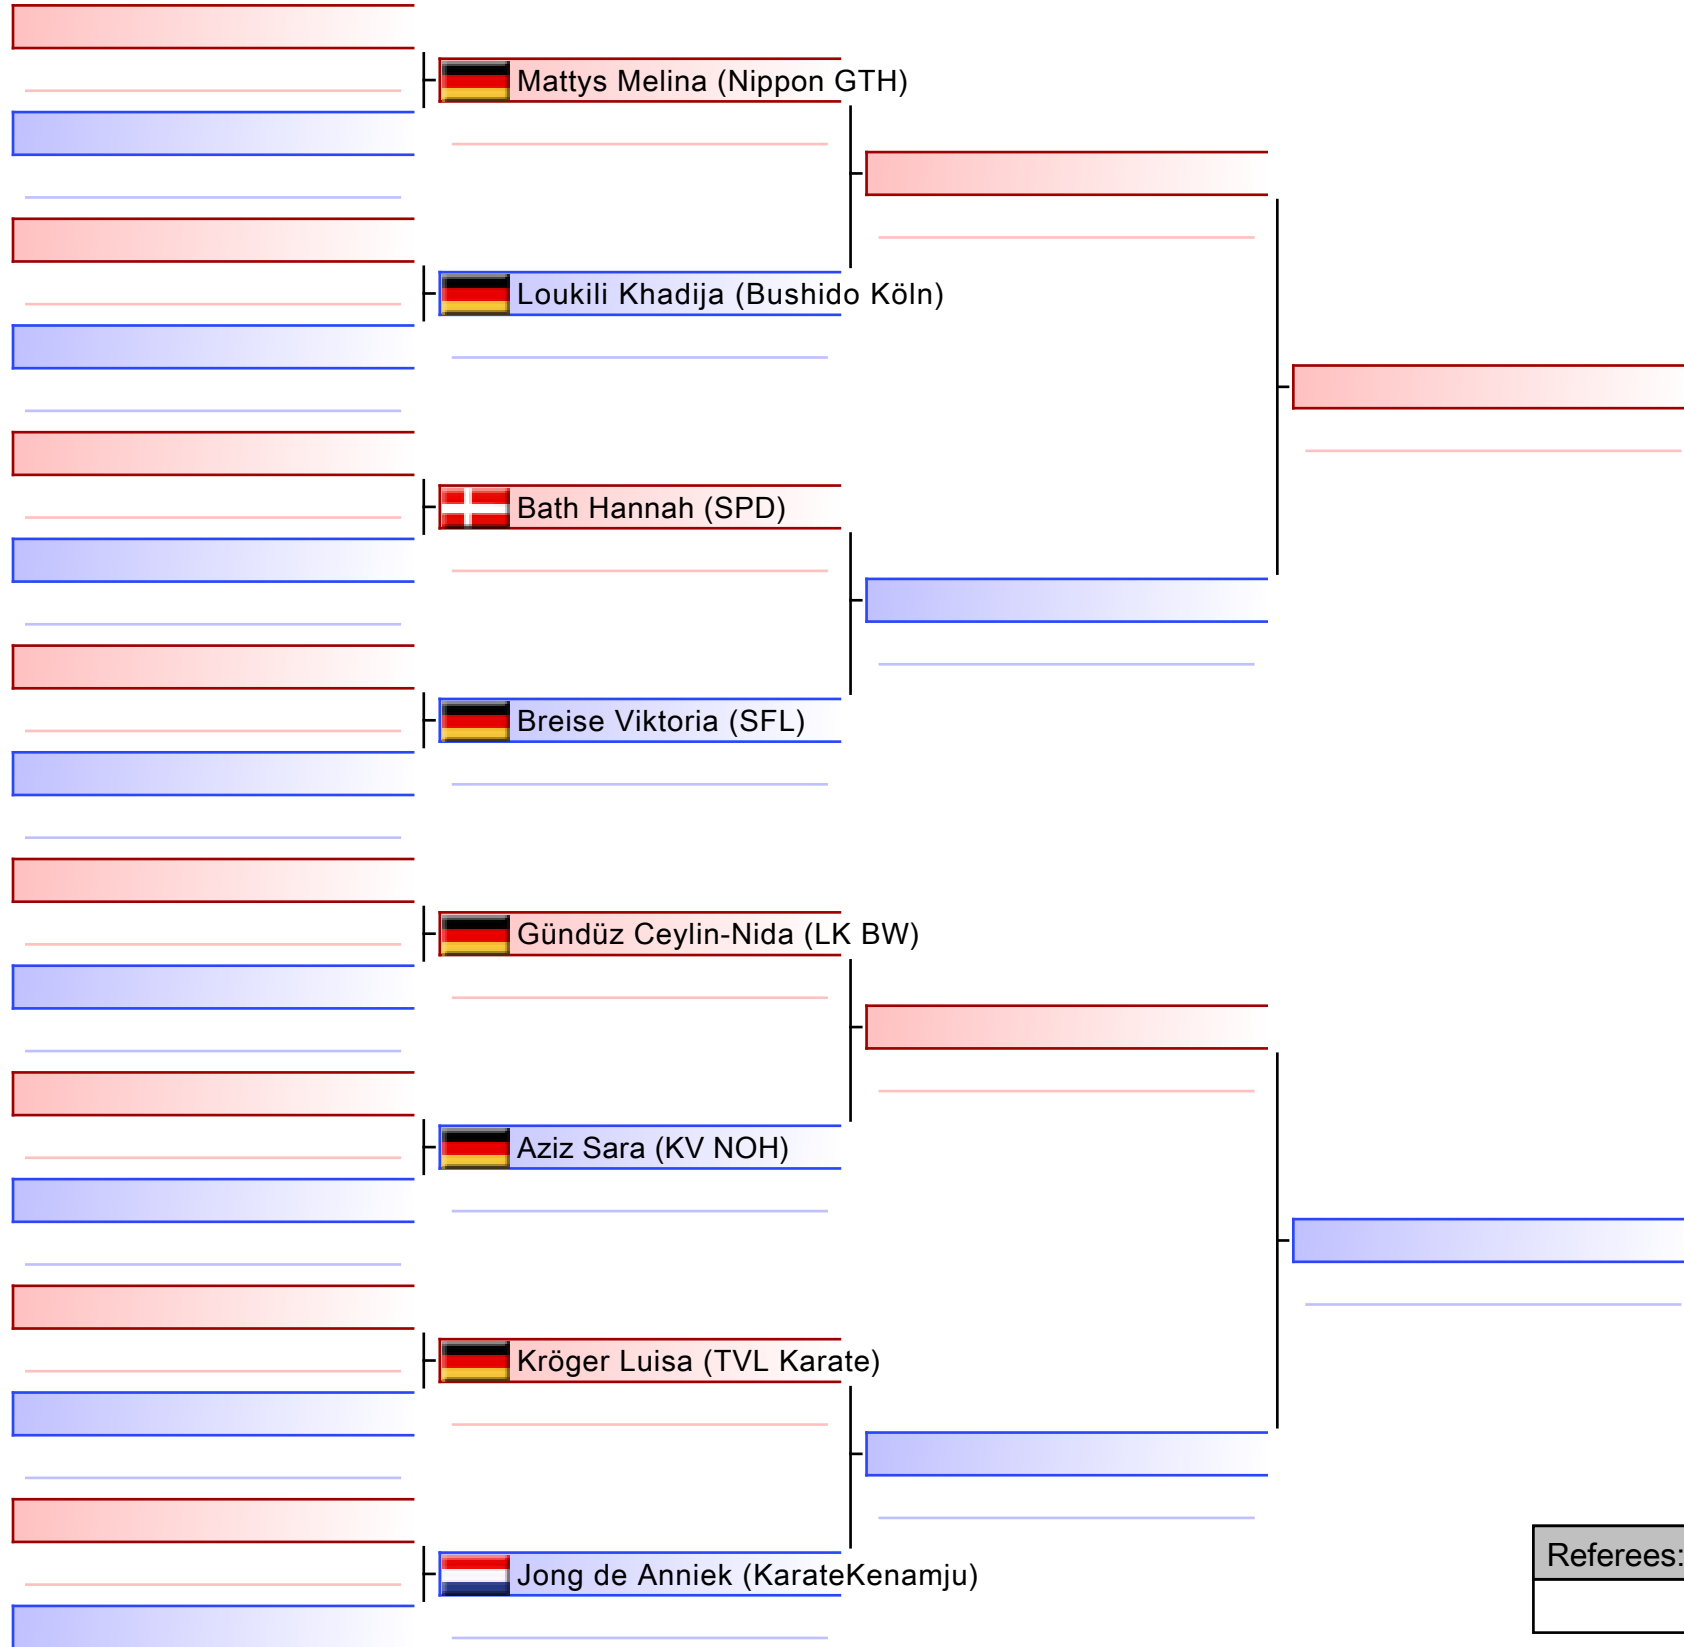 Mattys Melina (Nippon GTH)
Loukili Khadija (Bushido Köln)
Bath Hannah (SPD)
Breise Viktoria (SFL)
Gündüz Ceylin-Nida (LK BW)
Aziz Sara (KV NOH)
Kröger Luisa (TVL Karate)
Jong de Anniek (KarateKenamju)
Referees: